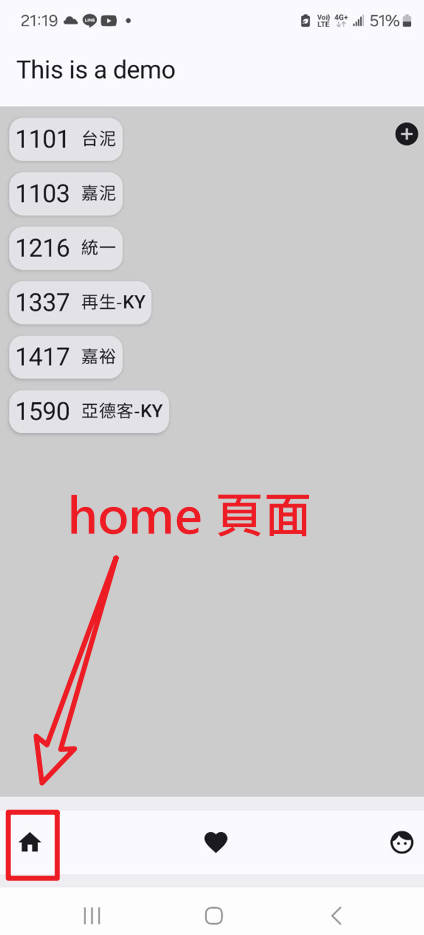 21:19 LINE Voi) LTE 4G+ 51%
This is a demo
1101 台泥
1103 嘉泥
1216 統一
1337 再生-KY
1417 嘉裕
1590 亞德客-KY
home 頁面